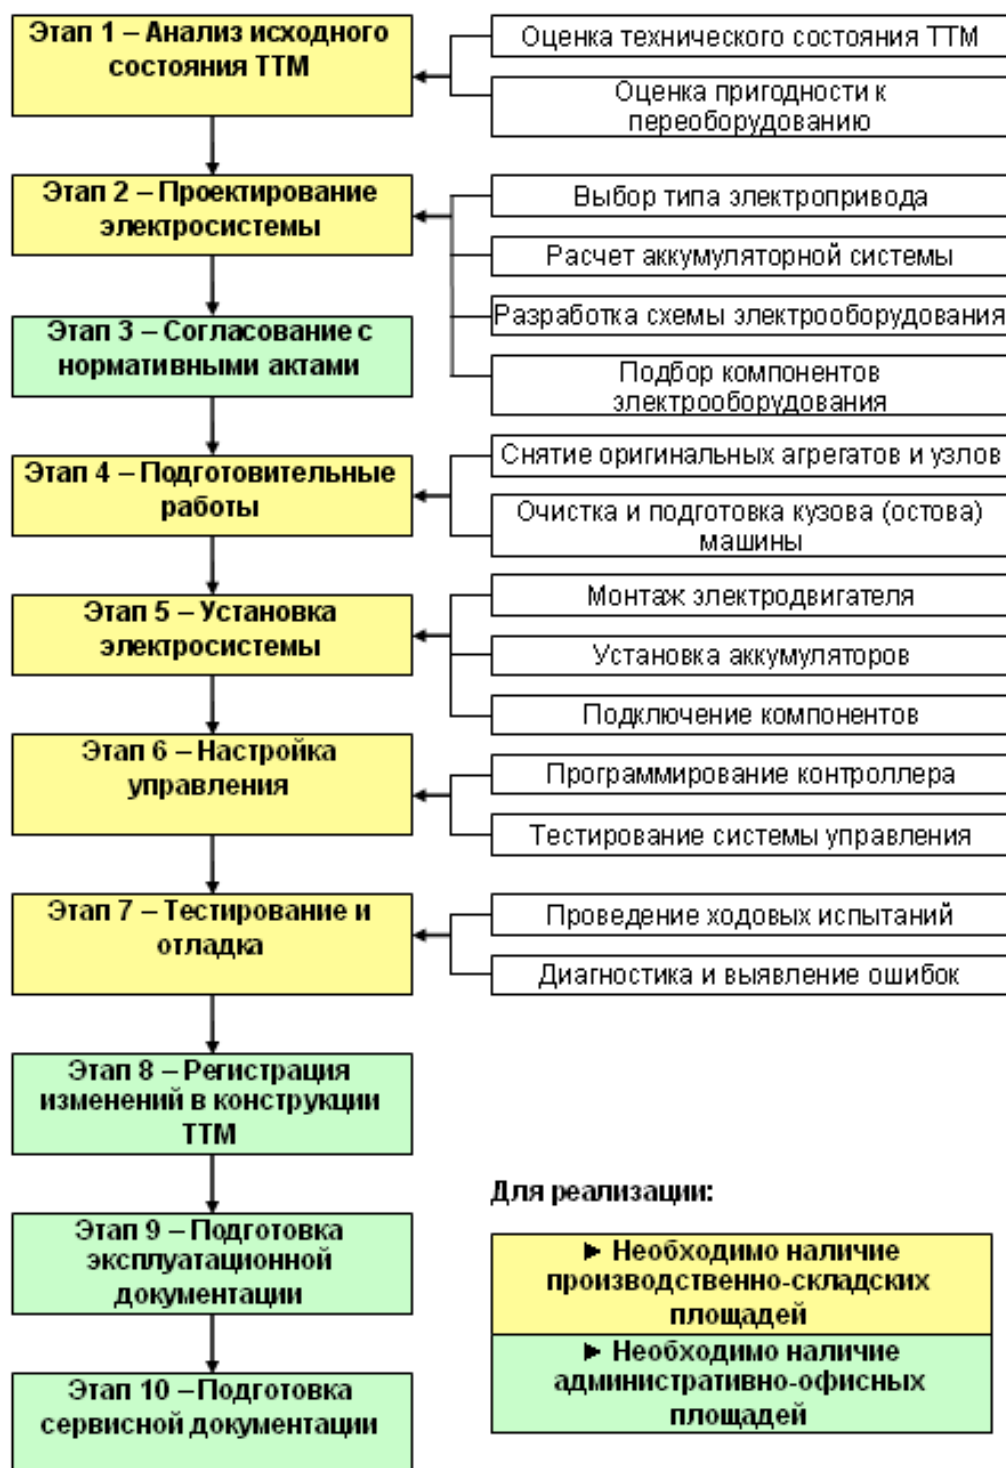 Этап 1 – Анализ исходного
состояния ТТМ
Оценка технического состояния ТТМ
Оценка пригодности к
переоборудованию
Этап 2 – Проектирование
электросистемы
Выбор типа электропривода
Расчет аккумуляторной системы
Разработка схемы электрооборудования
Подбор компонентов
электрооборудования
Этап 3 – Согласование с
нормативными актами
Этап 4 – Подготовительные
работы
Снятие оригинальных агрегатов и узлов
Очистка и подготовка кузова (остова)
машины
Этап 5 – Установка
электросистемы
Монтаж электродвигателя
Установка аккумуляторов
Подключение компонентов
Этап 6 – Настройка
управления
Программирование контроллера
Тестирование системы управления
Этап 7 – Тестирование и
отладка
Проведение ходовых испытаний
Диагностика и выявление ошибок
Этап 8 – Регистрация
изменений в конструкции
ТТМ
Этап 9 – Подготовка
эксплуатационной
документации
Этап 10 – Подготовка
сервисной документации
Для реализации:
► Необходимо наличие
производственно-складских
площадей
► Необходимо наличие
административно-офисных
площадей